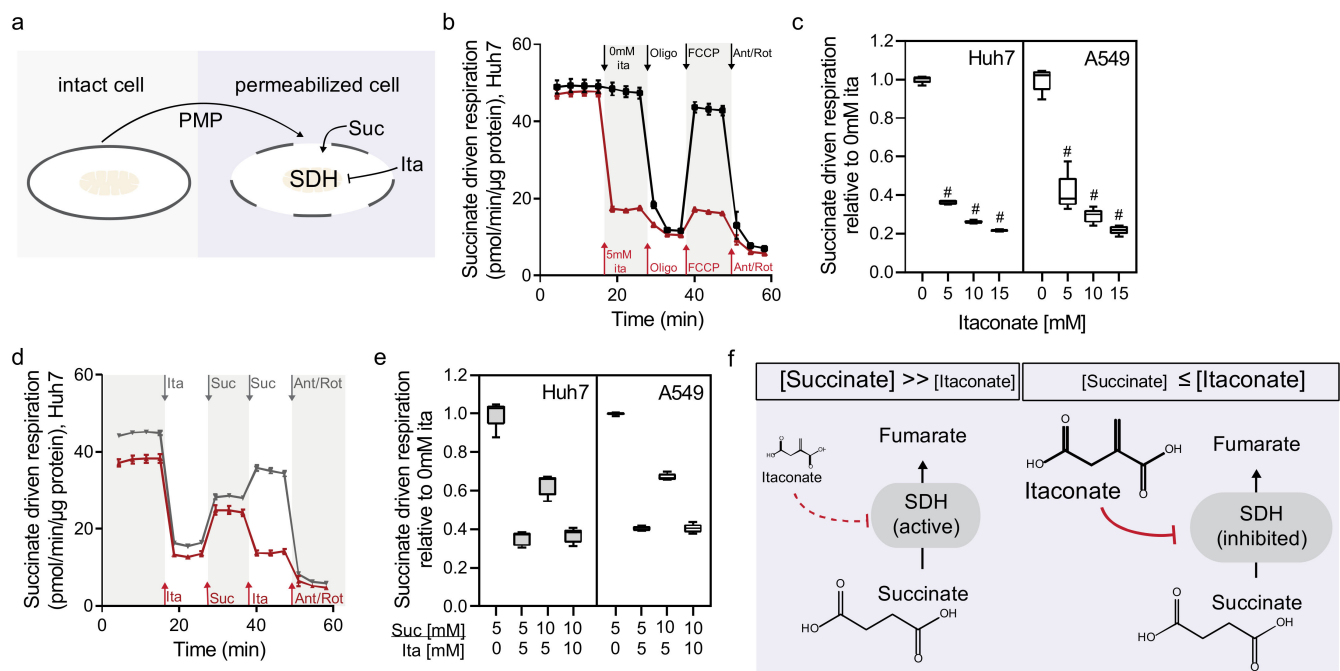 a
intact cell
permeabilized cell
PMP
Suc
Ita
SDH
b
Succinate driven respiration
(pmol/min/µg protein), Huh7
60
40
20
0
0mM
ita
Oligo
FCCP
Ant/Rot
5mM
ita
Oligo
FCCP
Ant/Rot
0 20 40 60
Time (min)
c
Succinate driven respiration
relative to 0mM ita
1.2
1.0
0.8
0.6
0.4
0.2
0.0
Huh7
A549
# # #
# # #
0 5 10 15 0 5 10 15
Itaconate [mM]
d
Succinate driven respiration
(pmol/min/µg protein), Huh7
60
40
20
0
Ita
Suc
Suc
Ant/Rot
Ita
Suc
Ita
Ant/Rot
0 20 40 60
Time (min)
e
Succinate driven respiration
relative to 0mM ita
1.2
1.0
0.8
0.6
0.4
0.2
0.0
Huh7
A549
Suc [mM] 5 5 10 10 5 5 10 10
Ita [mM] 0 5 5 10 0 5 5 10
f
[Succinate] >> [Itaconate]
O
HO
OH
O
Itaconate
Fumarate
SDH
(active)
Succinate
O
OH
HO
O
[Succinate] ≤ [Itaconate]
O
OH
HO
O
Itaconate
Fumarate
SDH
(inhibited)
Succinate
O
OH
HO
O